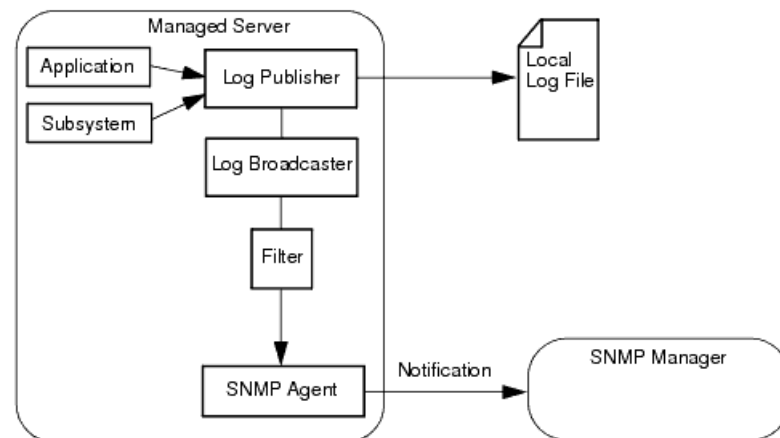 Managed Server
Application
Log Publisher
Local
Log File
Subsystem
Log Broadcaster
Filter
SNMP Agent
Notification
SNMP Manager